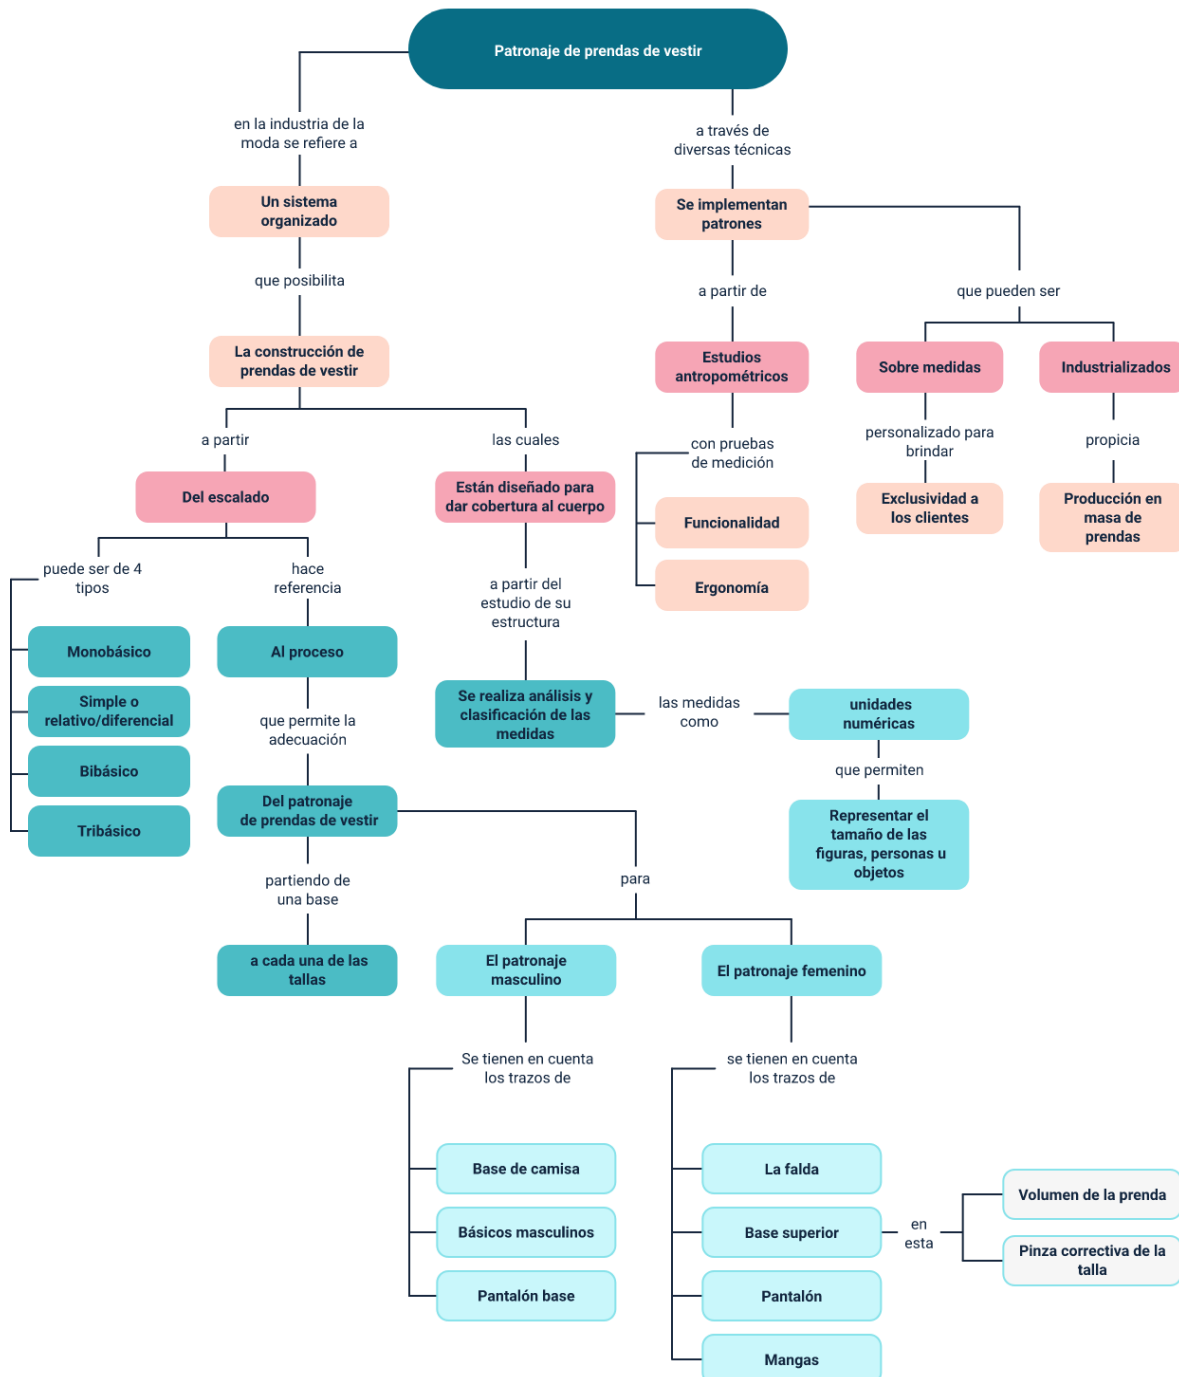 Patronaje de prendas de vestir
en la industria de la
moda se refiere a
Un sistema
organizado
que posibilita
La construcción de
prendas de vestir
a partir
Del escalado
puede ser de 4
tipos
Monobásico
Simple o
relativo/diferencial
Bibásico
Tribásico
hace
referencia
Al proceso
que permite la
adecuación
Del patronaje
de prendas de vestir
partiendo de
una base
a cada una de las
tallas
para
El patronaje
masculino
Se tienen en cuenta
los trazos de
Base de camisa
Básicos masculinos
Pantalón base
El patronaje femenino
se tienen en cuenta
los trazos de
La falda
Base superior
en
esta
Volumen de la prenda
Pinza correctiva de la
talla
Pantalón
Mangas
las cuales
Están diseñado para
dar cobertura al cuerpo
a partir del
estudio de su
estructura
Se realiza análisis y
clasificación de las
medidas
las medidas
como
unidades
numéricas
que permiten
Representar el
tamaño de las
figuras, personas u
objetos
a través de
diversas técnicas
Se implementan
patrones
a partir de
Estudios
antropométricos
con pruebas
de medición
Funcionalidad
Ergonomía
que pueden ser
Sobre medidas
personalizado para
brindar
Exclusividad a
los clientes
Industrializados
propicia
Producción en
masa de
prendas